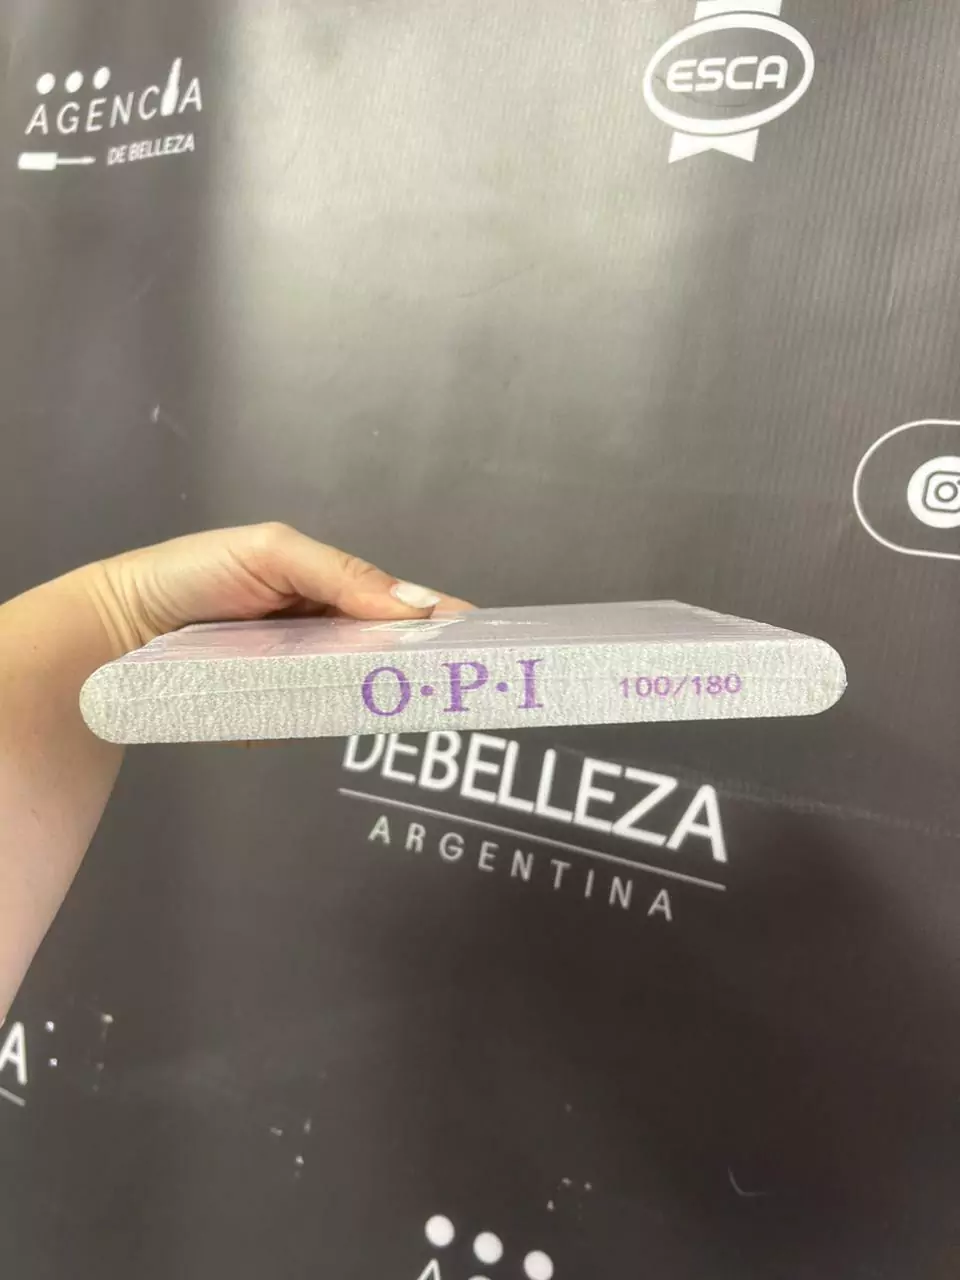 AGENCIA
DE BELLEZA
ESCA
O·P·I 100/180
DEBELLEZA
ARGENTINA
A